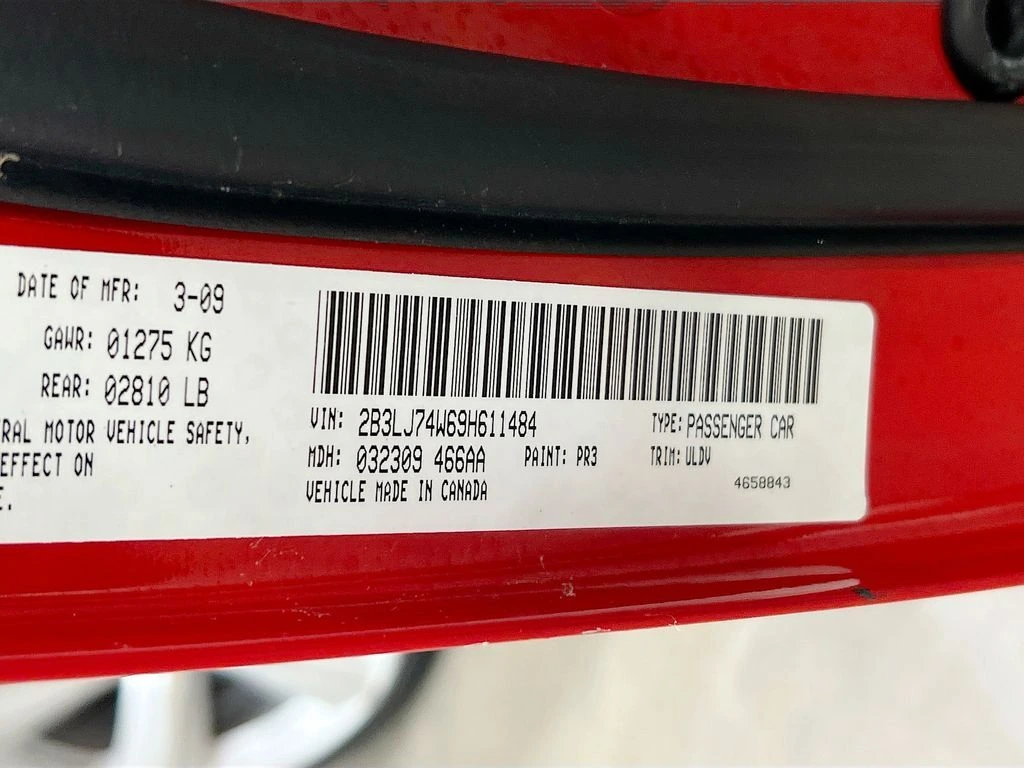 DATE OF MFR: 3-09
GAWR: 01275 KG
REAR: 02810 LB
ERAL MOTOR VEHICLE SAFETY,
EFFECT ON
E.
VIN: 2B3LJ74W69H611484
TYPE: PASSENGER CAR
MDH: 032309 466AA
PAINT: PR3
TRIM: ULDV
VEHICLE MADE IN CANADA
4658843